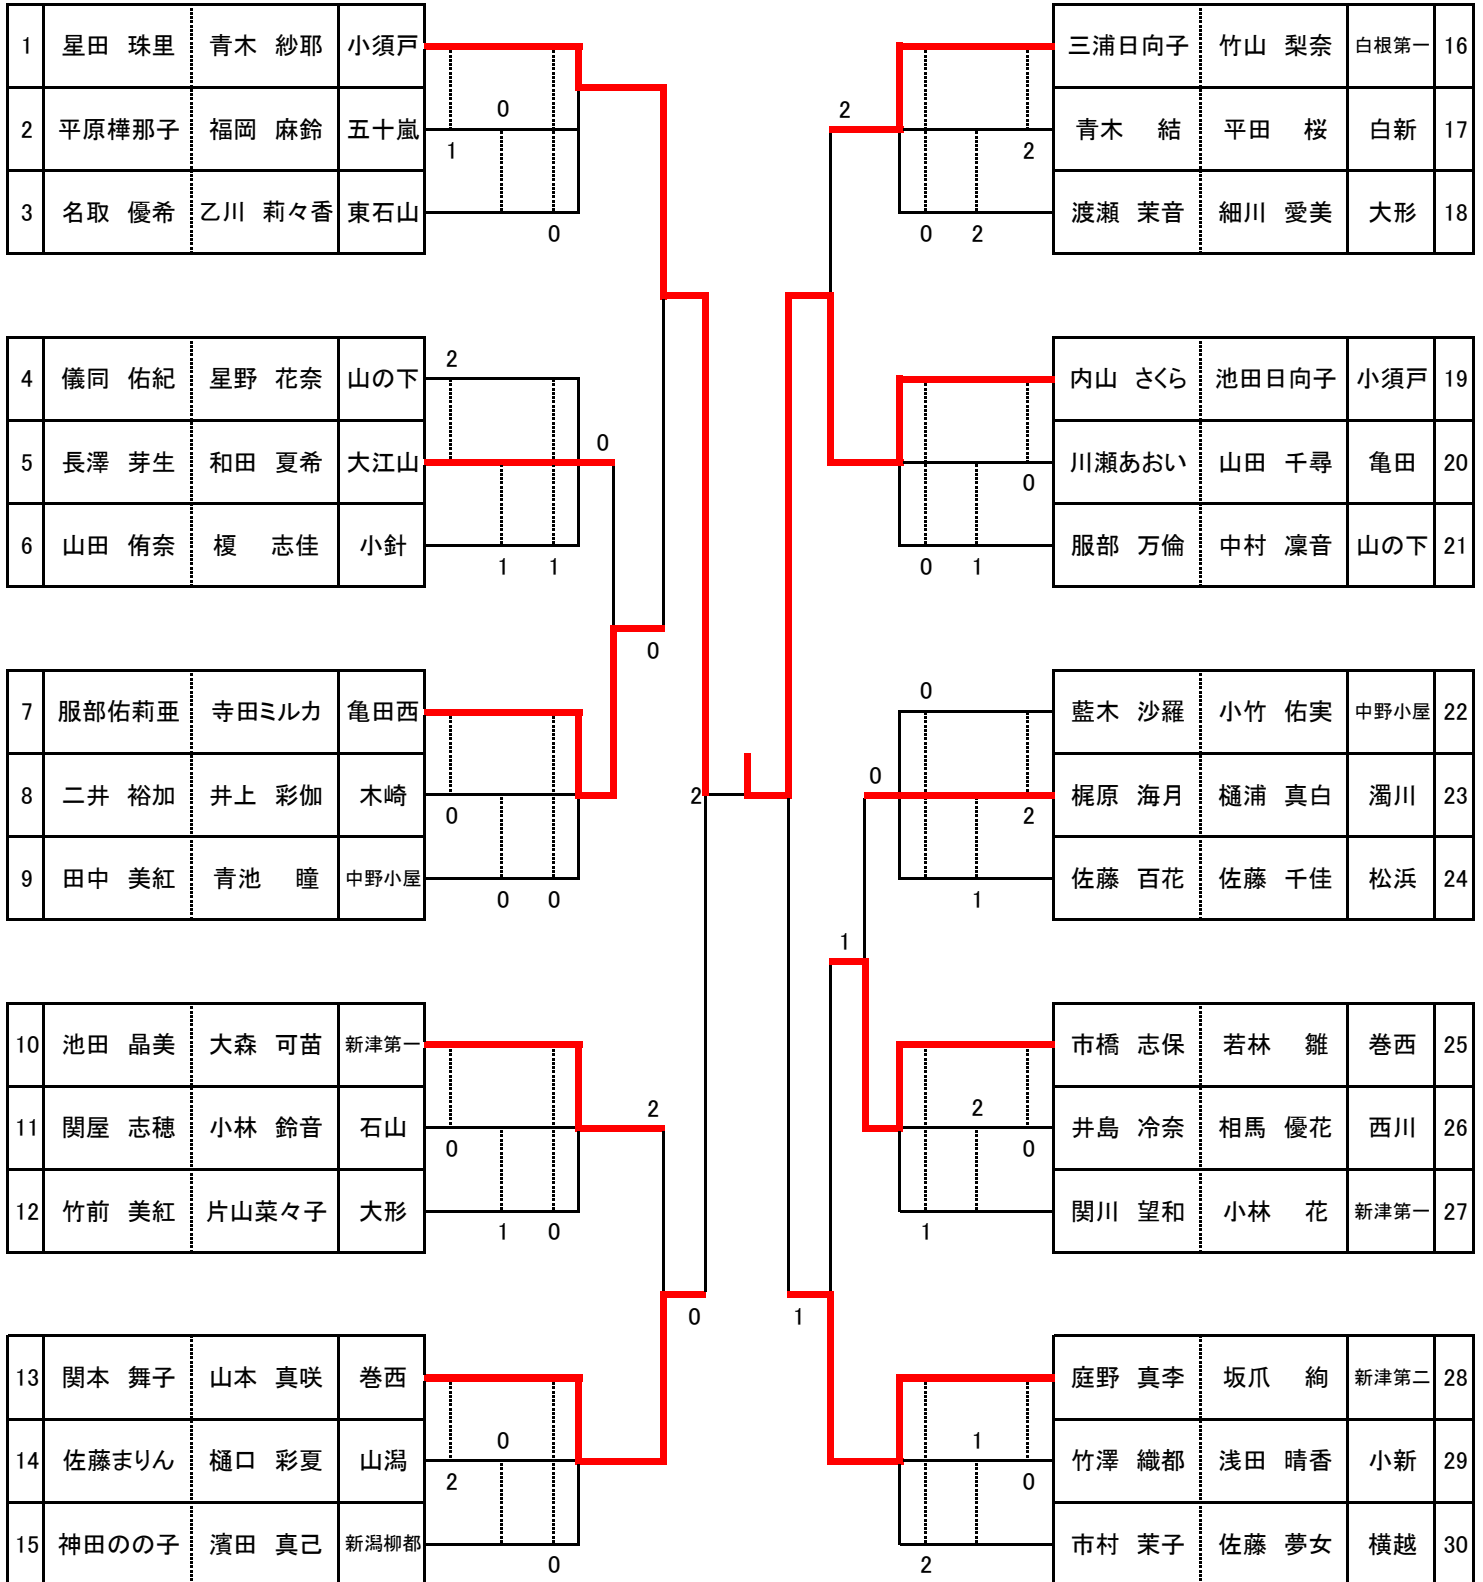 1 星田 珠里 青木 紗耶 小須戸
0
2 平原樺那子 福岡 麻鈴 五十嵐
1
3 名取 優希 乙川 莉々香 東石山
0
2
4 儀同 佑紀 星野 花奈 山の下
0
5 長澤 芽生 和田 夏希 大江山
6 山田 侑奈 榎 志佳 小針
1 1
0
7 服部佑莉亜 寺田ミルカ 亀田西
8 二井 裕加 井上 彩伽 木崎
0
9 田中 美紅 青池 瞳 中野小屋
0 0
2
10 池田 晶美 大森 可苗 新津第一
2
11 関屋 志穂 小林 鈴音 石山
0
12 竹前 美紅 片山菜々子 大形
1 0
0
13 関本 舞子 山本 真咲 巻西
0
14 佐藤まりん 樋口 彩夏 山潟
2
15 神田のの子 濱田 真己 新潟柳都
0
三浦日向子 竹山 梨奈 白根第一 16
2
青木 結 平田 桜 白新 17
2
渡瀬 茉音 細川 愛美 大形 18
0 2
内山 さくら 池田日向子 小須戸 19
川瀬あおい 山田 千尋 亀田 20
0
服部 万倫 中村 凜音 山の下 21
0 1
0
藍木 沙羅 小竹 佑実 中野小屋 22
0
梶原 海月 樋浦 真白 濁川 23
2
佐藤 百花 佐藤 千佳 松浜 24
1
1
市橋 志保 若林 雛 巻西 25
2
井島 冷奈 相馬 優花 西川 26
0
関川 望和 小林 花 新津第一 27
1
1
庭野 真李 坂爪 絢 新津第二 28
1
竹澤 織都 浅田 晴香 小新 29
0
市村 茉子 佐藤 夢女 横越 30
2